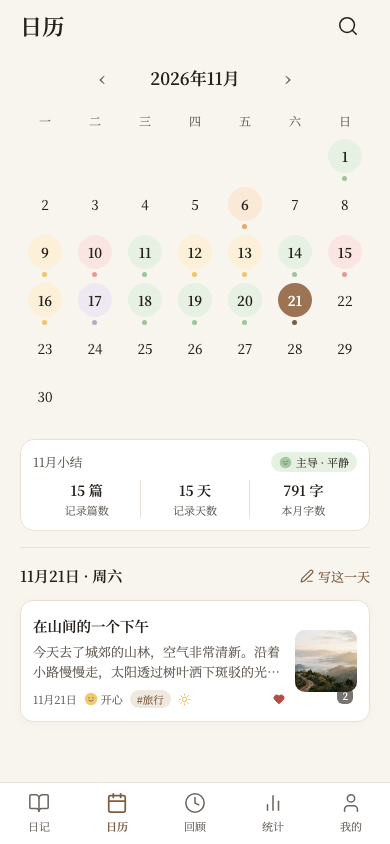 日历
2026年11月
一 二 三 四 五 六 日
1
2 3 4 5 6 7 8
9 10 11 12 13 14 15
16 17 18 19 20 21 22
23 24 25 26 27 28 29
30
11月小结 主导 · 平静
15 篇 15 天 791 字
记录篇数 记录天数 本月字数
11月21日 · 周六 写这一天
在山间的一个下午
今天去了城郊的山林，空气非常清新。沿着
小路慢慢走，太阳透过树叶洒下斑驳的光…
11月21日 开心 #旅行 2
日记 日历 回顾 统计 我的